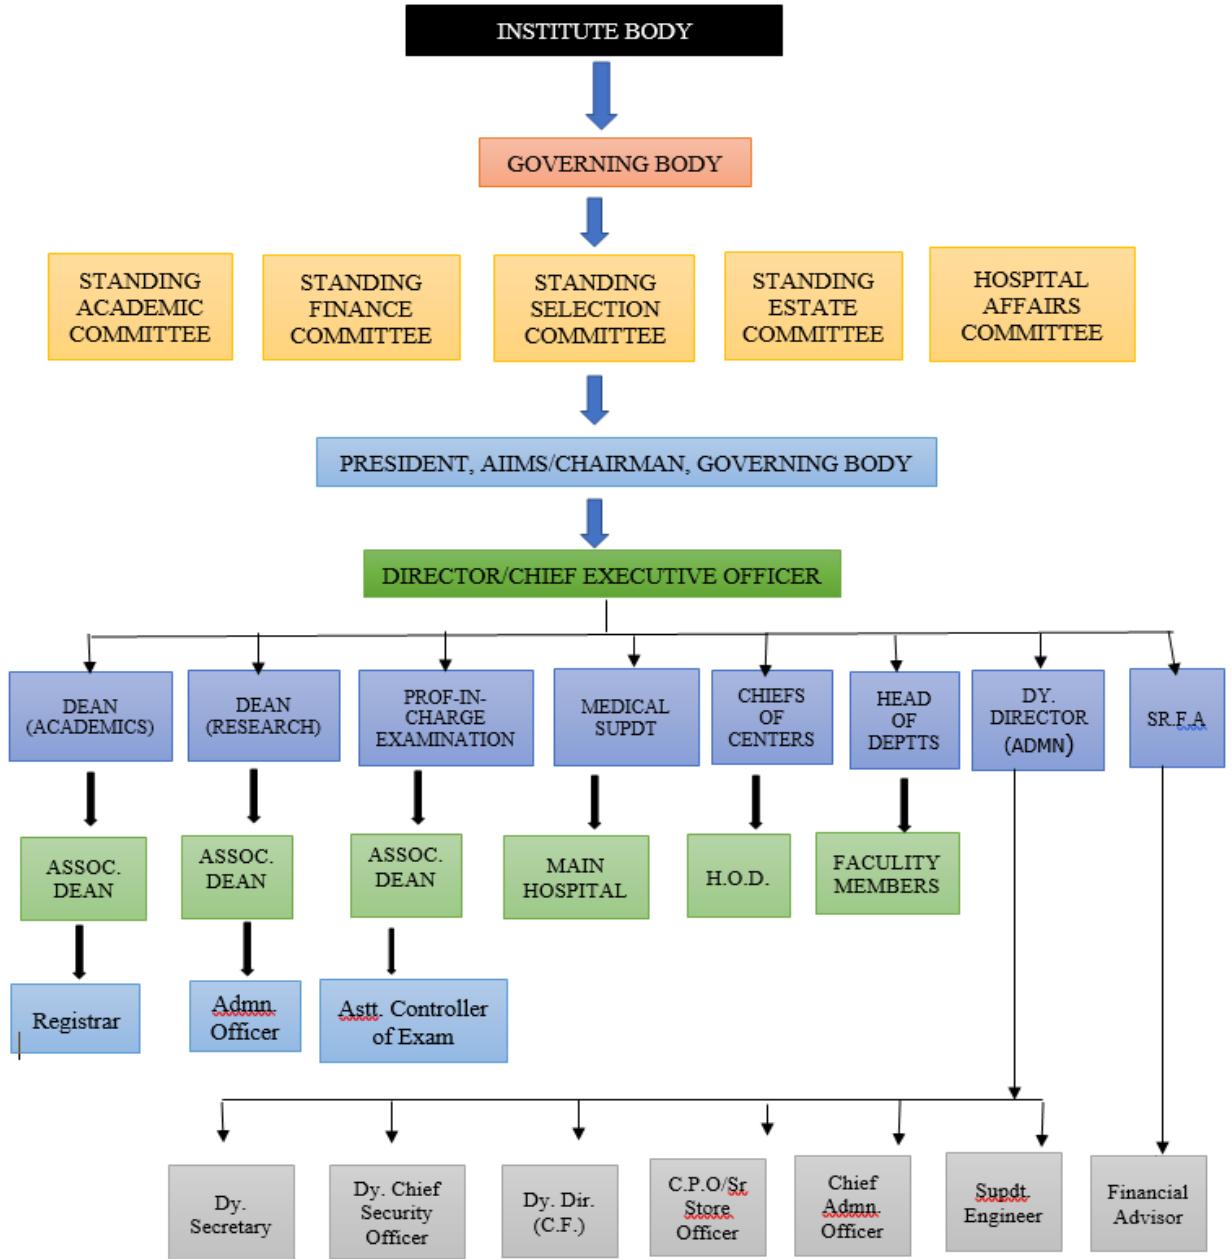 INSTITUTE BODY
GOVERNING BODY
STANDING
ACADEMIC
COMMITTEE
STANDING
FINANCE
COMMITTEE
STANDING
SELECTION
COMMITTEE
STANDING
ESTATE
COMMITTEE
HOSPITAL
AFFAIRS
COMMITTEE
PRESIDENT, AIIMS/CHAIRMAN, GOVERNING BODY
DIRECTOR/CHIEF EXECUTIVE OFFICER
DEAN
(ACADEMICS)
DEAN
(RESEARCH)
PROF-IN-
CHARGE
EXAMINATION
MEDICAL
SUPDT
CHIEFS
OF
CENTERS
HEAD
OF
DEPTTS
DY.
DIRECTOR
(ADMN)
SR.F.A
ASSOC.
DEAN
ASSOC.
DEAN
ASSOC.
DEAN
MAIN
HOSPITAL
H.O.D.
FACULITY
MEMBERS
Registrar
Admn.
Officer
Astt. Controller
of Exam
Dy.
Secretary
Dy. Chief
Security
Officer
Dy. Dir.
(C.F.)
C.P.O/Sr
Store
Officer
Chief
Admn.
Officer
Supdt.
Engineer
Financial
Advisor